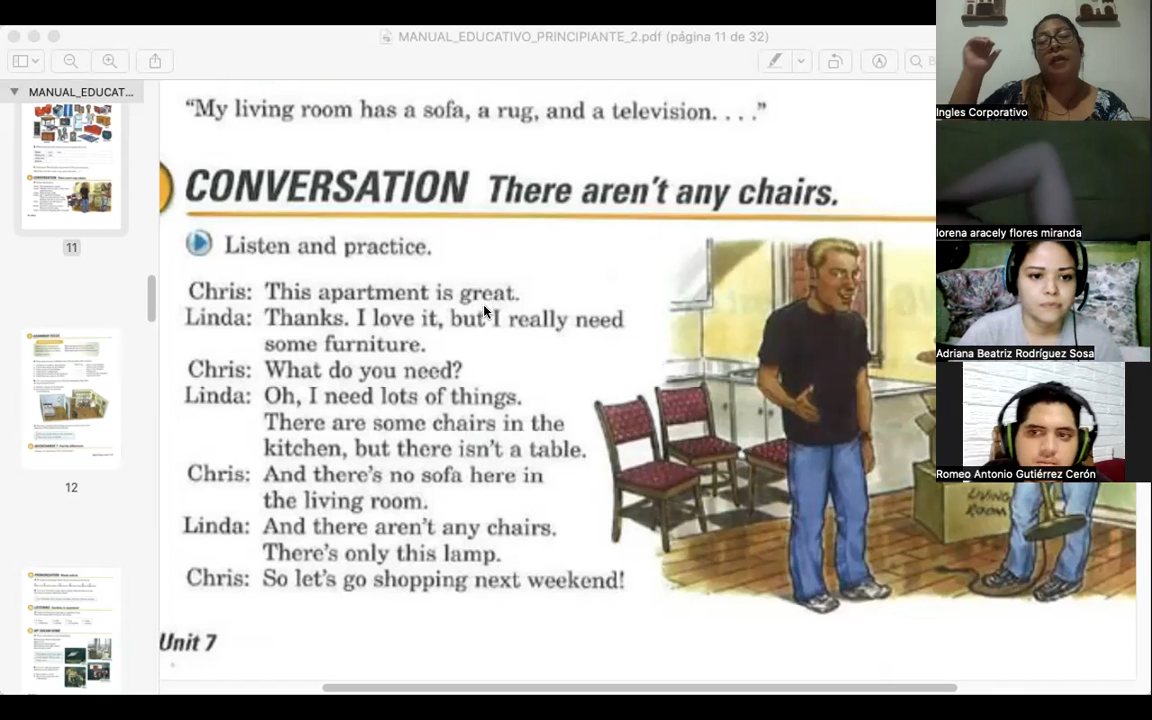 MANUAL_EDUCATIVO_PRINCIPIANTE_2.pdf (página 11 de 32)
MANUAL_EDUCAT...
11
12
"My living room has a sofa, a rug, and a television. . . ."
CONVERSATION There aren't any chairs.
Listen and practice.
Chris: This apartment is great.
Linda: Thanks. I love it, but I really need
some furniture.
Chris: What do you need?
Linda: Oh, I need lots of things.
There are some chairs in the
kitchen, but there isn't a table.
Chris: And there's no sofa here in
the living room.
Linda: And there aren't any chairs.
There's only this lamp.
Chris: So let's go shopping next weekend!
LIVING
ROOM
Unit 7
Ingles Corporativo
lorena aracely flores miranda
Adriana Beatriz Rodríguez Sosa
Romeo Antonio Gutiérrez Cerón